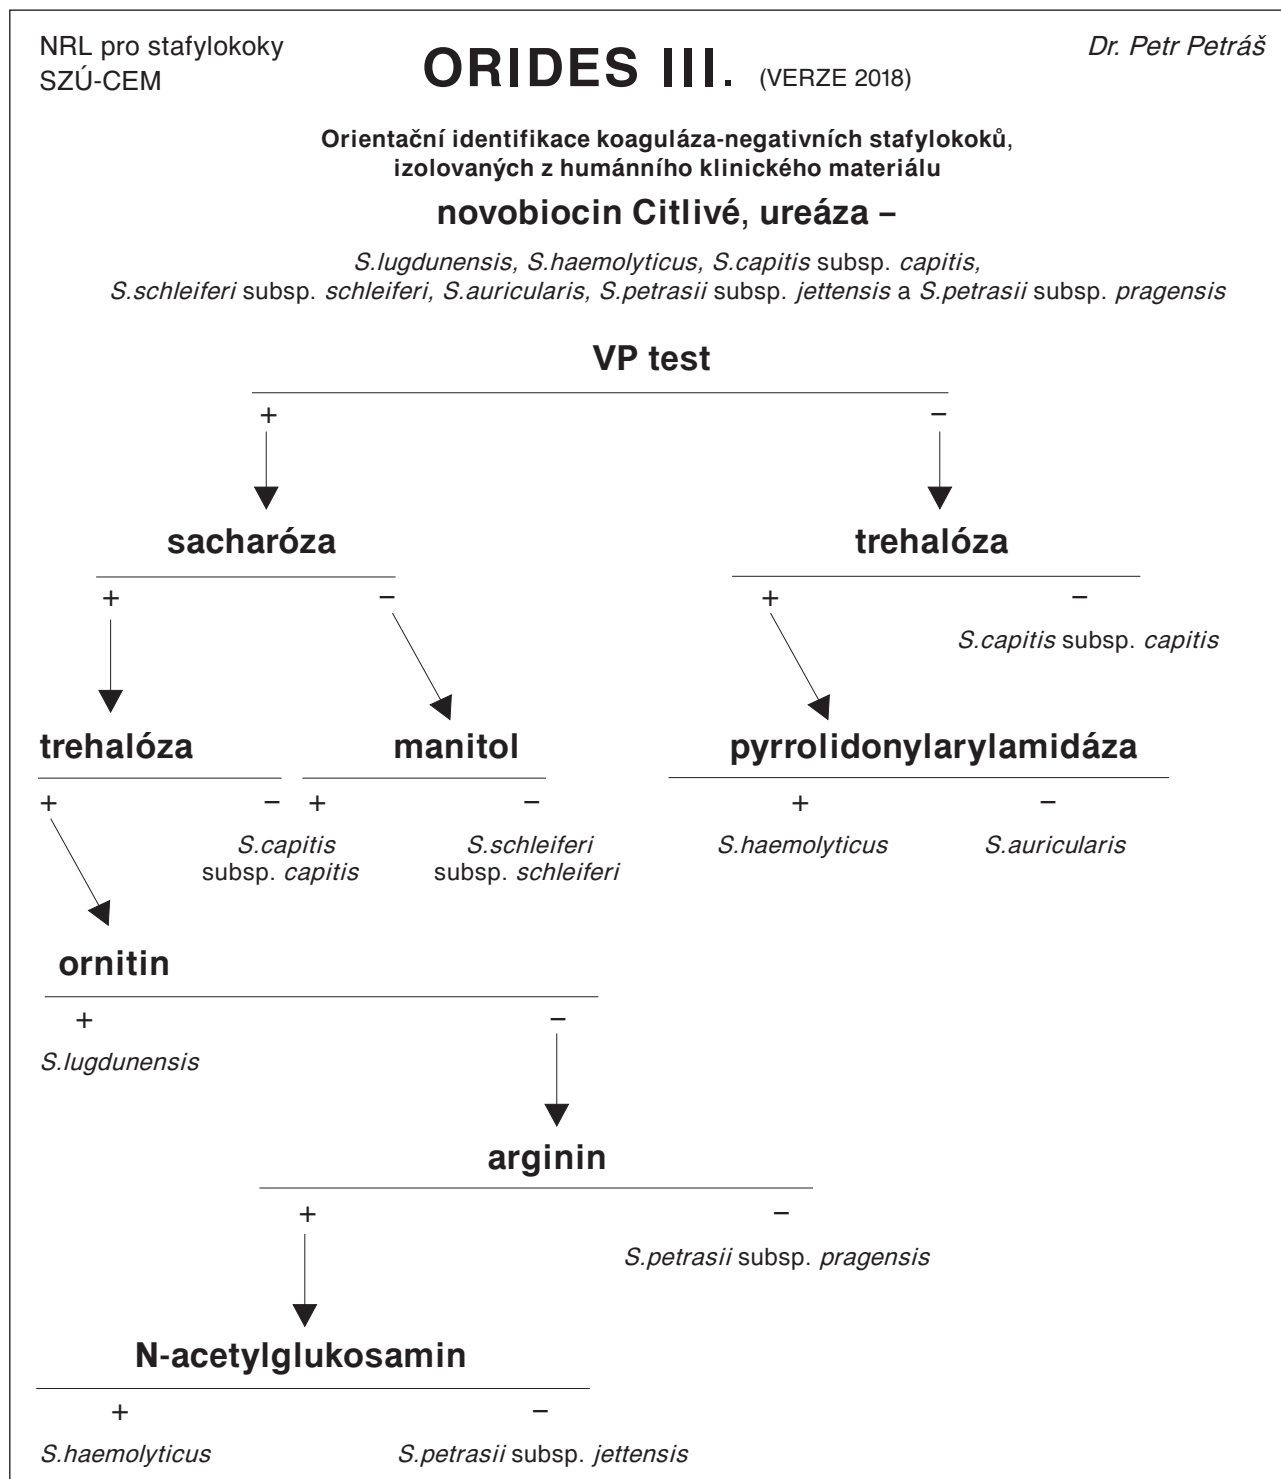 NRL pro stafylokoky
SZÚ-CEM
ORIDES III. (VERZE 2018)
Dr. Petr Petráš
Orientační identifikace koaguláza-negativních stafylokoků,
izolovaných z humánního klinického materiálu
novobiocin Citlivé, ureáza –
S.lugdunensis, S.haemolyticus, S.capitis subsp. capitis,
S.schleiferi subsp. schleiferi, S.auricularis, S.petrasii subsp. jettensis a S.petrasii subsp. pragensis
VP test
+ –
sacharóza trehalóza
+ – + –
S.capitis subsp. capitis
trehalóza manitol pyrrolidonylarylamidáza
+ – + – + –
S.capitis S.schleiferi S.haemolyticus S.auricularis
subsp. capitis subsp. schleiferi
ornitin
+ –
S.lugdunensis
arginin
+ –
S.petrasii subsp. pragensis
N-acetylglukosamin
+ –
S.haemolyticus S.petrasii subsp. jettensis